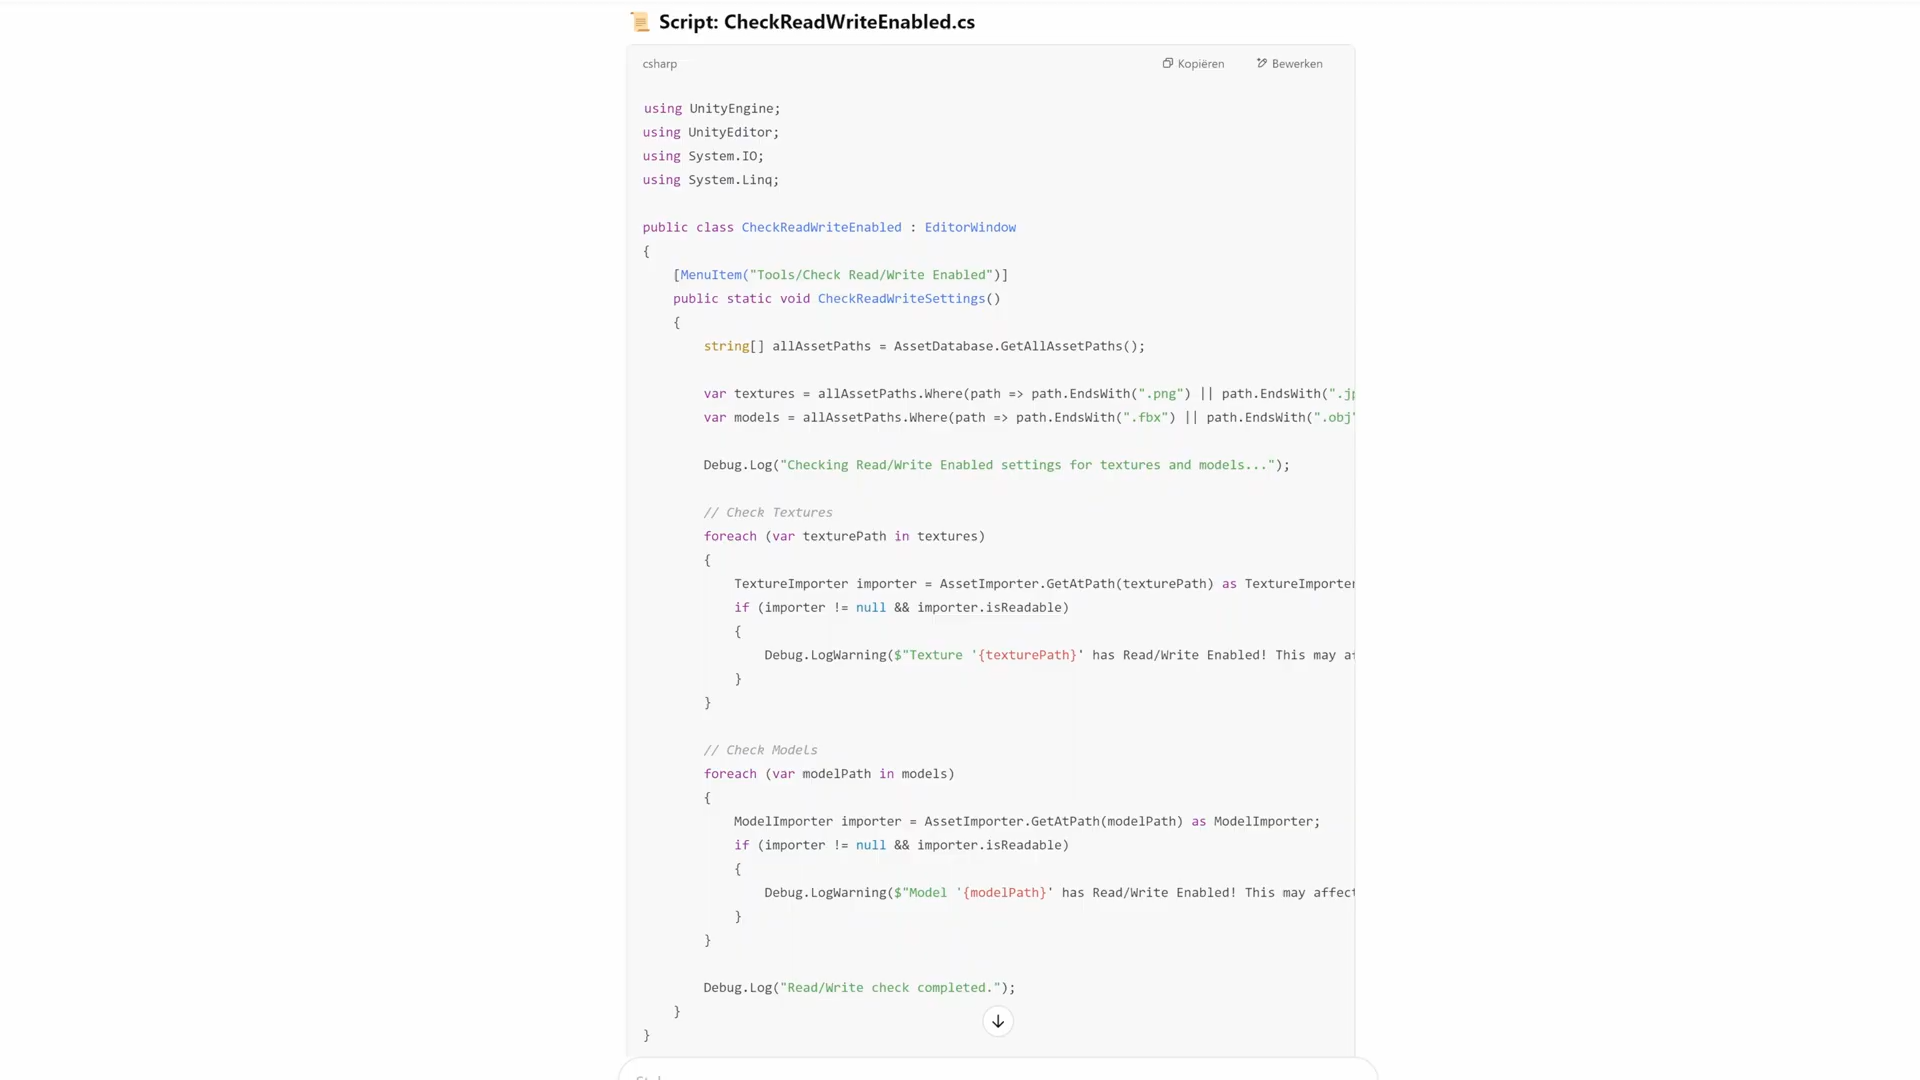 📜 Script: CheckReadWriteEnabled.cs
csharp
Kopiëren
Bewerken
using UnityEngine;
using UnityEditor;
using System.IO;
using System.Linq;
public class CheckReadWriteEnabled : EditorWindow
{
[MenuItem("Tools/Check Read/Write Enabled")]
public static void CheckReadWriteSettings()
{
string[] allAssetPaths = AssetDatabase.GetAllAssetPaths();
var textures = allAssetPaths.Where(path => path.EndsWith(".png") || path.EndsWith(".jp
var models = allAssetPaths.Where(path => path.EndsWith(".fbx") || path.EndsWith(".obj"
Debug.Log("Checking Read/Write Enabled settings for textures and models...");
// Check Textures
foreach (var texturePath in textures)
{
TextureImporter importer = AssetImporter.GetAtPath(texturePath) as TextureImporter
if (importer != null && importer.isReadable)
{
Debug.LogWarning($"Texture '{texturePath}' has Read/Write Enabled! This may
}
}
// Check Models
foreach (var modelPath in models)
{
ModelImporter importer = AssetImporter.GetAtPath(modelPath) as ModelImporter;
if (importer != null && importer.isReadable)
{
Debug.LogWarning($"Model '{modelPath}' has Read/Write Enabled! This may affect
}
}
Debug.Log("Read/Write check completed.");
}
}